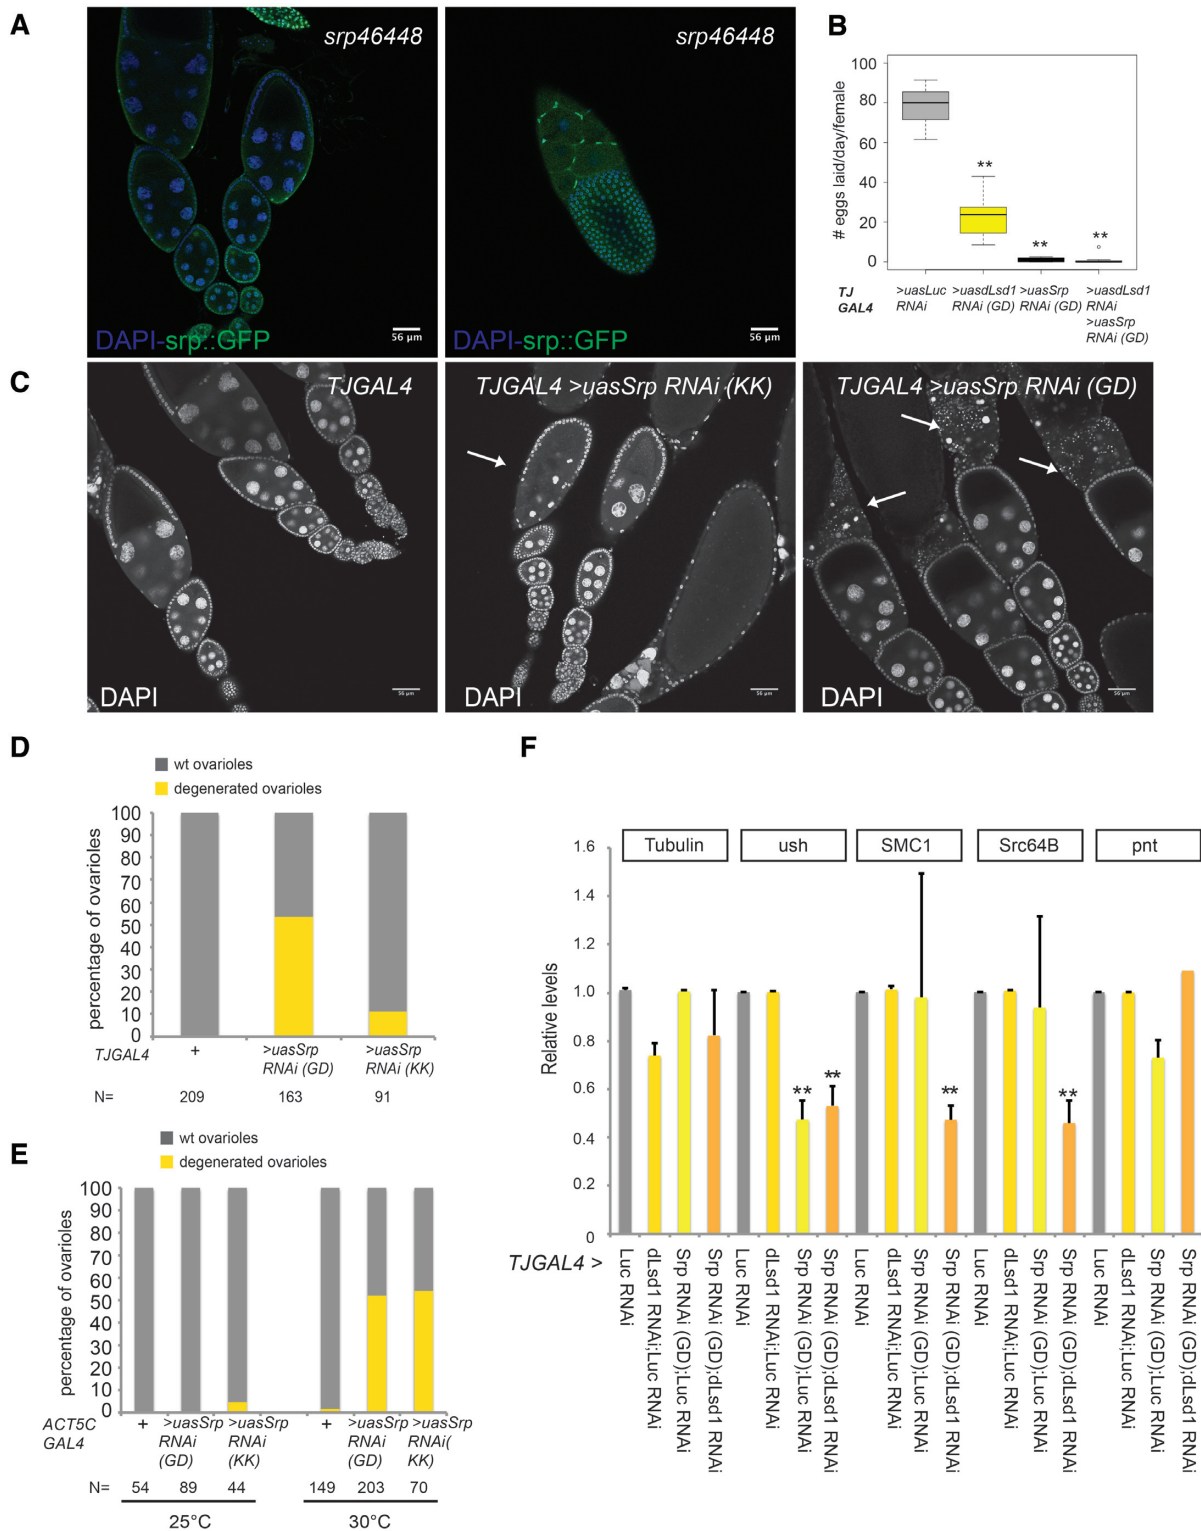 A
srp46448
DAPI-srp::GFP
56 µm
srp46448
DAPI-srp::GFP
56 µm
B
# eggs laid/day/female
100
80
60
40
20
0
**
**
**
TJ
GAL4
>uasLuc
RNAi
>uasdLsd1
RNAi (GD)
>uasSrp
RNAi (GD)
>uasdLsd1
RNAi
>uasSrp
RNAi (GD)
C
TJGAL4
DAPI
56 µm
TJGAL4 >uasSrp RNAi (KK)
DAPI
56 µm
TJGAL4 >uasSrp RNAi (GD)
DAPI
56 µm
D
wt ovarioles
degenerated ovarioles
percentage of ovarioles
100
90
80
70
60
50
40
30
20
10
0
TJGAL4
+
>uasSrp
RNAi (GD)
>uasSrp
RNAi (KK)
N=
209
163
91
E
wt ovarioles
degenerated ovarioles
percentage of ovarioles
100
90
80
70
60
50
40
30
20
10
0
ACT5C
GAL4
+
>uasSrp
RNAi
(GD)
>uasSrp
RNAi
(KK)
+
>uasSrp
RNAi
(GD)
>uasSrp
RNAi(
KK)
N=
54
89
44
149
203
70
25°C
30°C
F
Tubulin
ush
SMC1
Src64B
pnt
Relative levels
1.6
1.4
1.2
1.0
0.8
0.6
0.4
0.2
0
**
**
**
**
TJGAL4 >
Luc RNAi
dLsd1 RNAi;Luc RNAi
Srp RNAi (GD);Luc RNAi
Srp RNAi (GD);dLsd1 RNAi
Luc RNAi
dLsd1 RNAi;Luc RNAi
Srp RNAi (GD);Luc RNAi
Srp RNAi (GD);dLsd1 RNAi
Luc RNAi
dLsd1 RNAi;Luc RNAi
Srp RNAi (GD);Luc RNAi
Srp RNAi (GD);dLsd1 RNAi
Luc RNAi
dLsd1 RNAi;Luc RNAi
Srp RNAi (GD);Luc RNAi
Srp RNAi (GD);dLsd1 RNAi
Luc RNAi
dLsd1 RNAi;Luc RNAi
Srp RNAi (GD);Luc RNAi
Srp RNAi (GD);dLsd1 RNAi